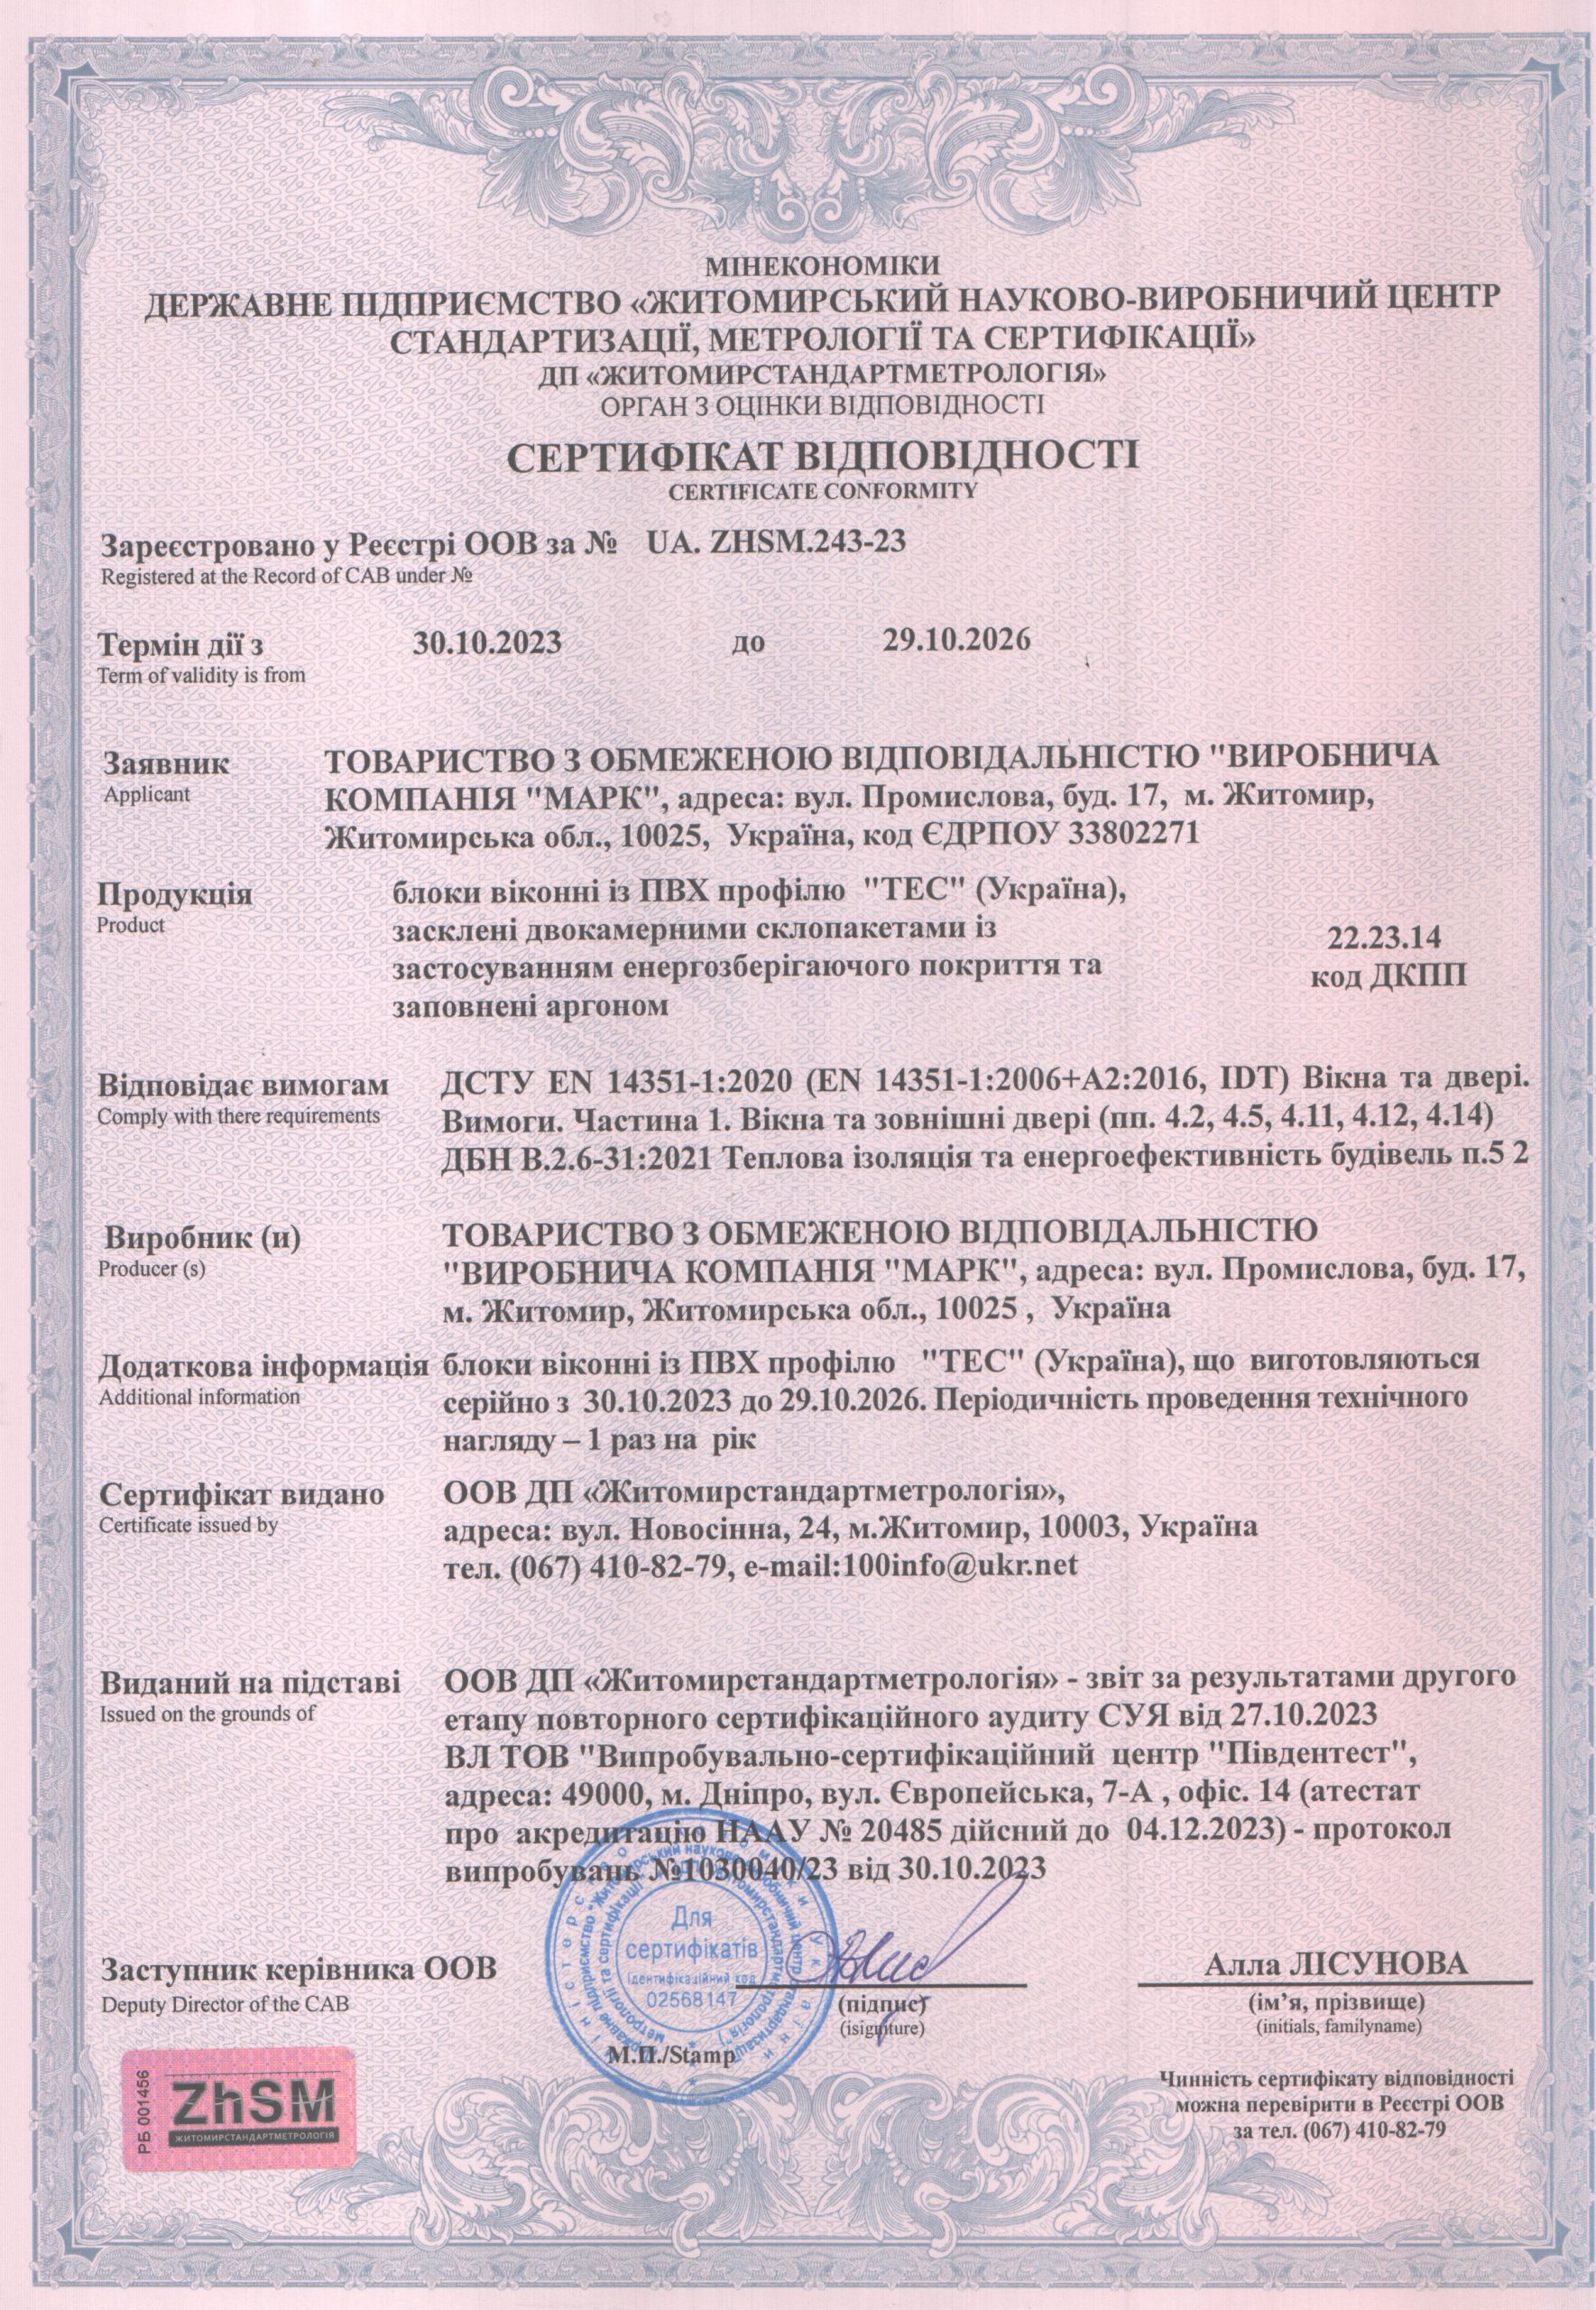 МІНЕКОНОМІКИ
ДЕРЖАВНЕ ПІДПРИЄМСТВО «ЖИТОМИРСЬКИЙ НАУКОВО-ВИРОБНИЧИЙ ЦЕНТР
СТАНДАРТИЗАЦІЇ, МЕТРОЛОГІЇ ТА СЕРТИФІКАЦІЇ»
ДП «ЖИТОМИРСТАНДАРТМЕТРОЛОГІЯ»
ОРГАН З ОЦІНКИ ВІДПОВІДНОСТІ
СЕРТИФІКАТ ВІДПОВІДНОСТІ
CERTIFICATE CONFORMITY
Зареєстровано у Реєстрі ООВ за № UA. ZHSM.243-23
Registered at the Record of CAB under №
Термін дії з 30.10.2023 до 29.10.2026
Term of validity is from
Заявник
Applicant
ТОВАРИСТВО З ОБМЕЖЕНОЮ ВІДПОВІДАЛЬНІСТЮ "ВИРОБНИЧА
КОМПАНІЯ "МАРК", адреса: вул. Промислова, буд. 17, м. Житомир,
Житомирська обл., 10025, Україна, код ЄДРПОУ 33802271
Продукція
Product
блоки віконні із ПВХ профілю "ТЕС" (Україна),
засклені двокамерними склопакетами із
застосуванням енергозберігаючого покриття та
заповнені аргоном
22.23.14
код ДКПП
Відповідає вимогам
Comply with there requirements
ДСТУ EN 14351-1:2020 (EN 14351-1:2006+A2:2016, IDT) Вікна та двері.
Вимоги. Частина 1. Вікна та зовнішні двері (пп. 4.2, 4.5, 4.11, 4.12, 4.14)
ДБН В.2.6-31:2021 Теплова ізоляція та енергоефективність будівель п.5 2
Виробник (и)
Producer (s)
ТОВАРИСТВО З ОБМЕЖЕНОЮ ВІДПОВІДАЛЬНІСТЮ
"ВИРОБНИЧА КОМПАНІЯ "МАРК", адреса: вул. Промислова, буд. 17,
м. Житомир, Житомирська обл., 10025 , Україна
Додаткова інформація
Additional information
блоки віконні із ПВХ профілю "ТЕС" (Україна), що виготовляються
серійно з 30.10.2023 до 29.10.2026. Періодичність проведення технічного
нагляду – 1 раз на рік
Сертифікат видано
Certificate issued by
ООВ ДП «Житомирстандартметрологія»,
адреса: вул. Новосінна, 24, м.Житомир, 10003, Україна
тел. (067) 410-82-79, e-mail:100info@ukr.net
Виданий на підставі
Issued on the grounds of
ООВ ДП «Житомирстандартметрологія» - звіт за результатами другого
етапу повторного сертифікаційного аудиту СУЯ від 27.10.2023
ВЛ ТОВ "Випробувально-сертифікаційний центр "Південтест",
адреса: 49000, м. Дніпро, вул. Європейська, 7-А , офіс. 14 (атестат
про акредитацію НААУ № 20485 дійсний до 04.12.2023) - протокол
випробувань №1030040/23 від 30.10.2023
Для
сертифікатів
Ідентифікаційний код
02568147
Заступник керівника ООВ
Deputy Director of the CAB
(підпис)
(isignture)
М.П./Stamp
Алла ЛІСУНОВА
(ім’я, прізвище)
(initials, familyname)
РБ 001456
ZhSM
ЖИТОМИРСТАНДАРТМЕТРОЛОГІЯ
Чинність сертифікату відповідності
можна перевірити в Реєстрі ООВ
за тел. (067) 410-82-79